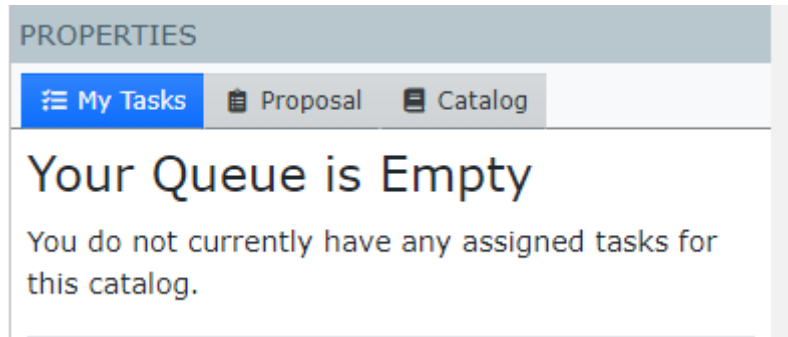 PROPERTIES
My Tasks Proposal Catalog
Your Queue is Empty
You do not currently have any assigned tasks for
this catalog.